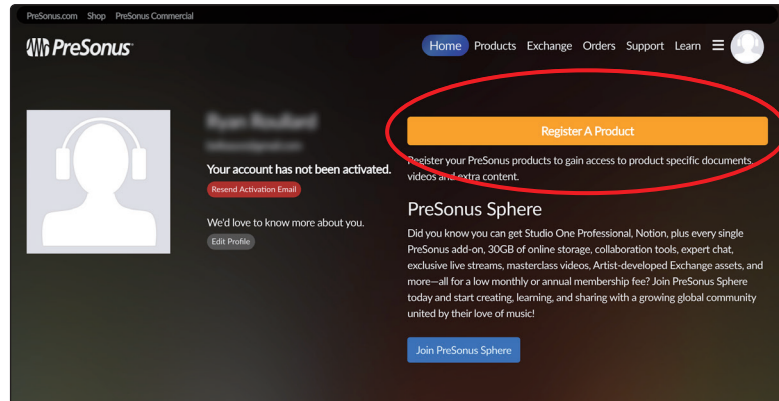 PreSonus.com Shop PreSonus Commercial
PreSonus
Home Products Exchange Orders Support Learn
Register A Product
Your account has not been activated.
Resend Activation Email
Register your PreSonus products to gain access to product specific documents,
videos and extra content.
We'd love to know more about you.
Edit Profile
PreSonus Sphere
Did you know you can get Studio One Professional, Notion, plus every single
PreSonus add-on, 30GB of online storage, collaboration tools, expert chat,
exclusive live streams, masterclass videos, Artist-developed Exchange assets, and
more—all for a low monthly or annual membership fee? Join PreSonus Sphere
today and start creating, learning, and sharing with a growing global community
united by their love of music!
Join PreSonus Sphere